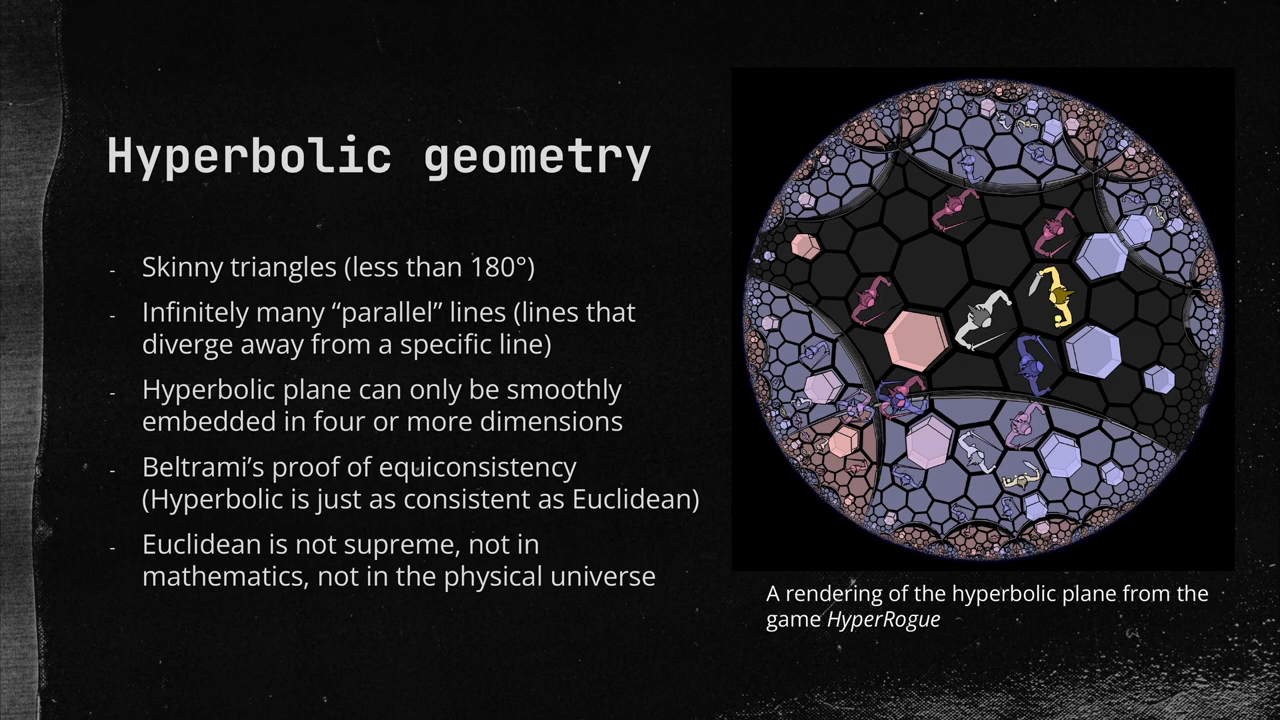 Hyperbolic geometry
- Skinny triangles (less than 180°)
- Infinitely many “parallel” lines (lines that
diverge away from a specific line)
- Hyperbolic plane can only be smoothly
embedded in four or more dimensions
- Beltrami’s proof of equiconsistency
(Hyperbolic is just as consistent as Euclidean)
- Euclidean is not supreme, not in
mathematics, not in the physical universe
A rendering of the hyperbolic plane from the
game HyperRogue